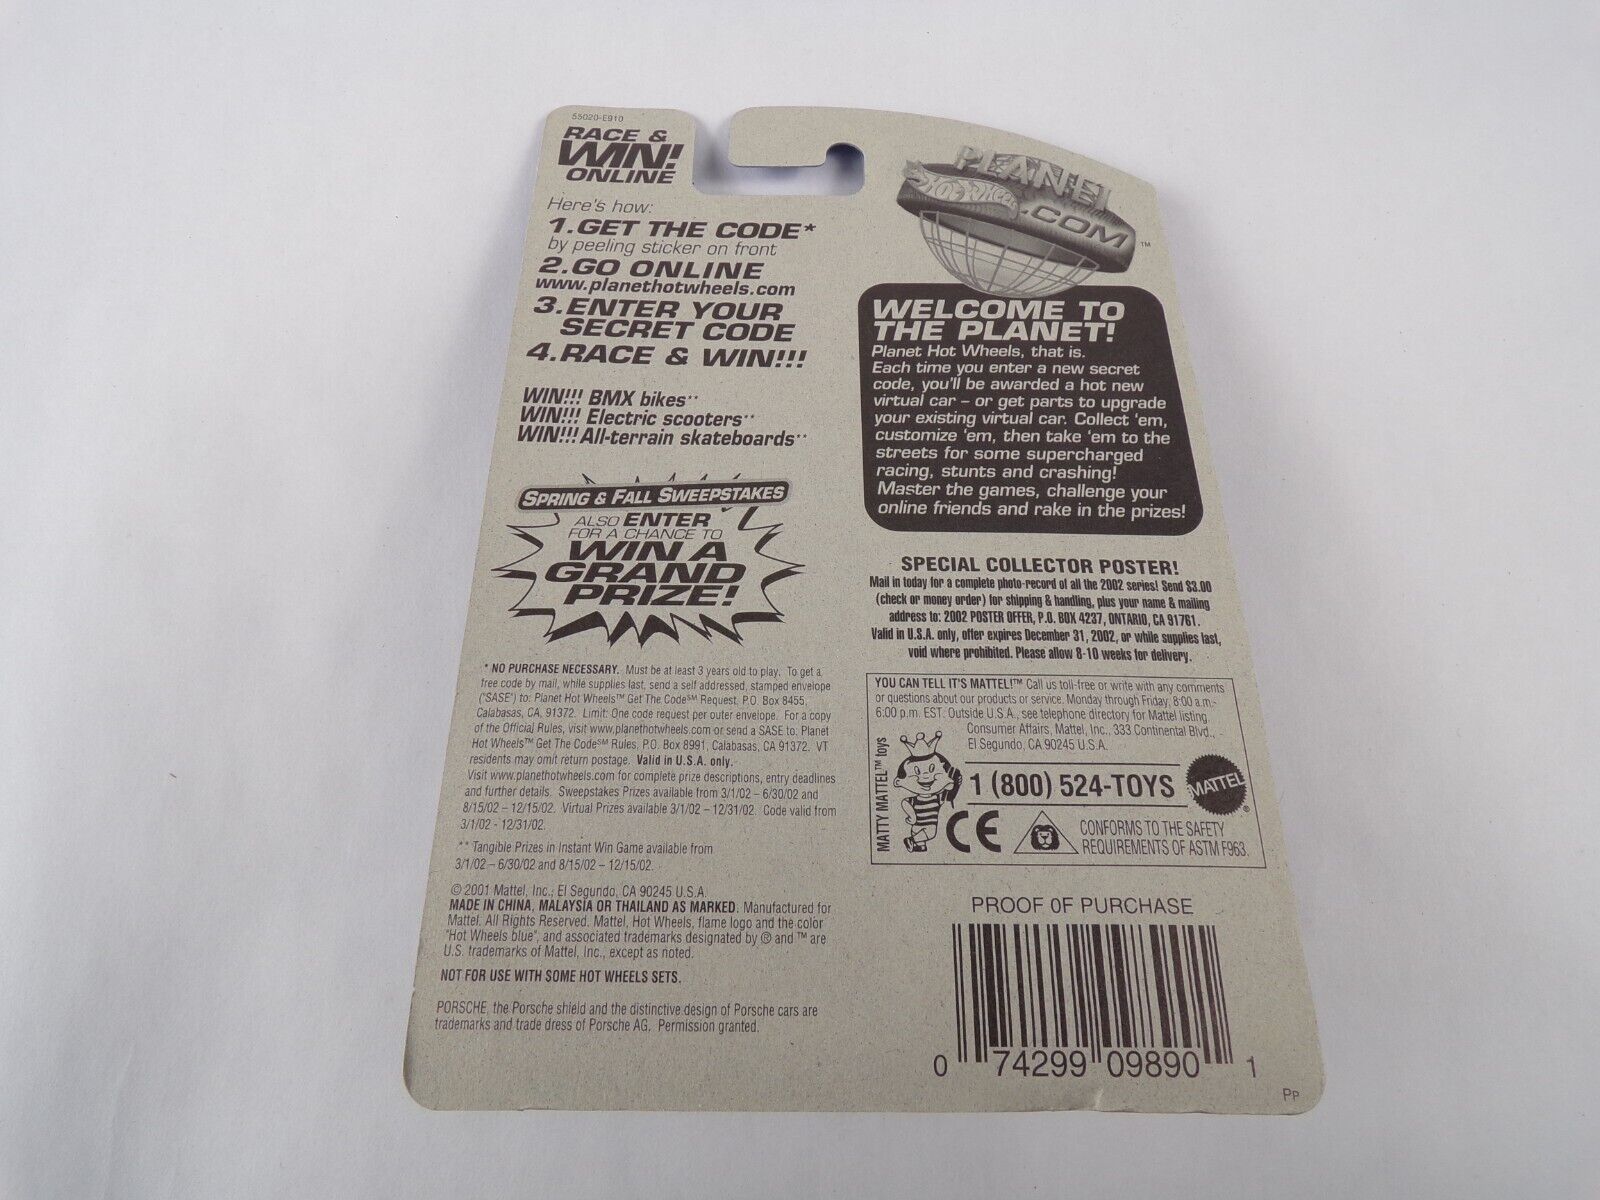 55020-E910
RACE &
WIN!
ONLINE
Here's how:
1.GET THE CODE*
by peeling sticker on front
2.GO ONLINE
www.planethotwheels.com
3.ENTER YOUR
SECRET CODE
4.RACE & WIN!!!
WIN!!! BMX bikes**
WIN!!! Electric scooters**
WIN!!! All-terrain skateboards**
SPRING & FALL SWEEPSTAKES
ALSO ENTER
FOR A CHANCE TO
WIN A
GRAND
PRIZE!
* NO PURCHASE NECESSARY. Must be at least 3 years old to play. To get a
free code by mail, while supplies last, send a self addressed, stamped envelope
("SASE") to: Planet Hot Wheels™ Get The Code℠ Request, P.O. Box 8455,
Calabasas, CA, 91372. Limit: One code request per outer envelope. For a copy
of the Official Rules, visit www.planethotwheels.com or send a SASE to: Planet
Hot Wheels™ Get The Code℠ Rules, P.O. Box 8991, Calabasas, CA 91372. VT
residents may omit return postage. Valid in U.S.A. only.
Visit www.planethotwheels.com for complete prize descriptions, entry deadlines
and further details. Sweepstakes Prizes available from 3/1/02 – 6/30/02 and
8/15/02 – 12/15/02. Virtual Prizes available 3/1/02 – 12/31/02. Code valid from
3/1/02 - 12/31/02.
** Tangible Prizes in Instant Win Game available from
3/1/02 – 6/30/02 and 8/15/02 – 12/15/02.
© 2001 Mattel, Inc., El Segundo, CA 90245 U.S.A.
MADE IN CHINA, MALAYSIA OR THAILAND AS MARKED. Manufactured for
Mattel. All Rights Reserved. Mattel, Hot Wheels, flame logo and the color
"Hot Wheels blue", and associated trademarks designated by ® and ™ are
U.S. trademarks of Mattel, Inc., except as noted.
NOT FOR USE WITH SOME HOT WHEELS SETS.
PORSCHE, the Porsche shield and the distinctive design of Porsche cars are
trademarks and trade dress of Porsche AG. Permission granted.
PLANET
HOT WHEELS
.COM™
WELCOME TO
THE PLANET!
Planet Hot Wheels, that is.
Each time you enter a new secret
code, you'll be awarded a hot new
virtual car – or get parts to upgrade
your existing virtual car. Collect 'em,
customize 'em, then take 'em to the
streets for some supercharged
racing, stunts and crashing!
Master the games, challenge your
online friends and rake in the prizes!
SPECIAL COLLECTOR POSTER!
Mail in today for a complete photo-record of all the 2002 series! Send $3.00
(check or money order) for shipping & handling, plus your name & mailing
address to: 2002 POSTER OFFER, P.O. BOX 4237, ONTARIO, CA 91761.
Valid in U.S.A. only, offer expires December 31, 2002, or while supplies last,
void where prohibited. Please allow 8-10 weeks for delivery.
YOU CAN TELL IT'S MATTEL!™ Call us toll-free or write with any comments
or questions about our products or service. Monday through Friday, 8:00 a.m.-
6:00 p.m. EST. Outside U.S.A., see telephone directory for Mattel listing.
Consumer Affairs, Mattel, Inc., 333 Continental Blvd.,
El Segundo, CA 90245 U.S.A.
MATTY MATTEL™ toys
1 (800) 524-TOYS
MATTEL®
CE
CONFORMS TO THE SAFETY
REQUIREMENTS OF ASTM F963.
PROOF OF PURCHASE
0 74299 09890 1
PP